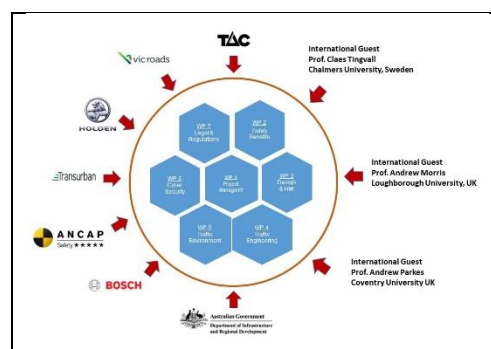 TAC
vicroads
International Guest
Prof. Claes Tingvall
Chalmers University, Sweden
HOLDEN
WP 7
Legal &
Regulations
WP 2
Safety
Benefits
Transurban
WP 1
Project
WP 3
Design
& HMI
Cyber
Security
International Guest
Prof. Andrew Morris
Loughborough University, UK
ANCAP
Safety ★★★★★
WP 5
Traffic
Environment
WP 4
Traffic
Engineering
BOSCH
International Guest
Prof. Andrew Parkes
Coventry University UK
Australian Government
Department of Infrastructure
and Regional Development